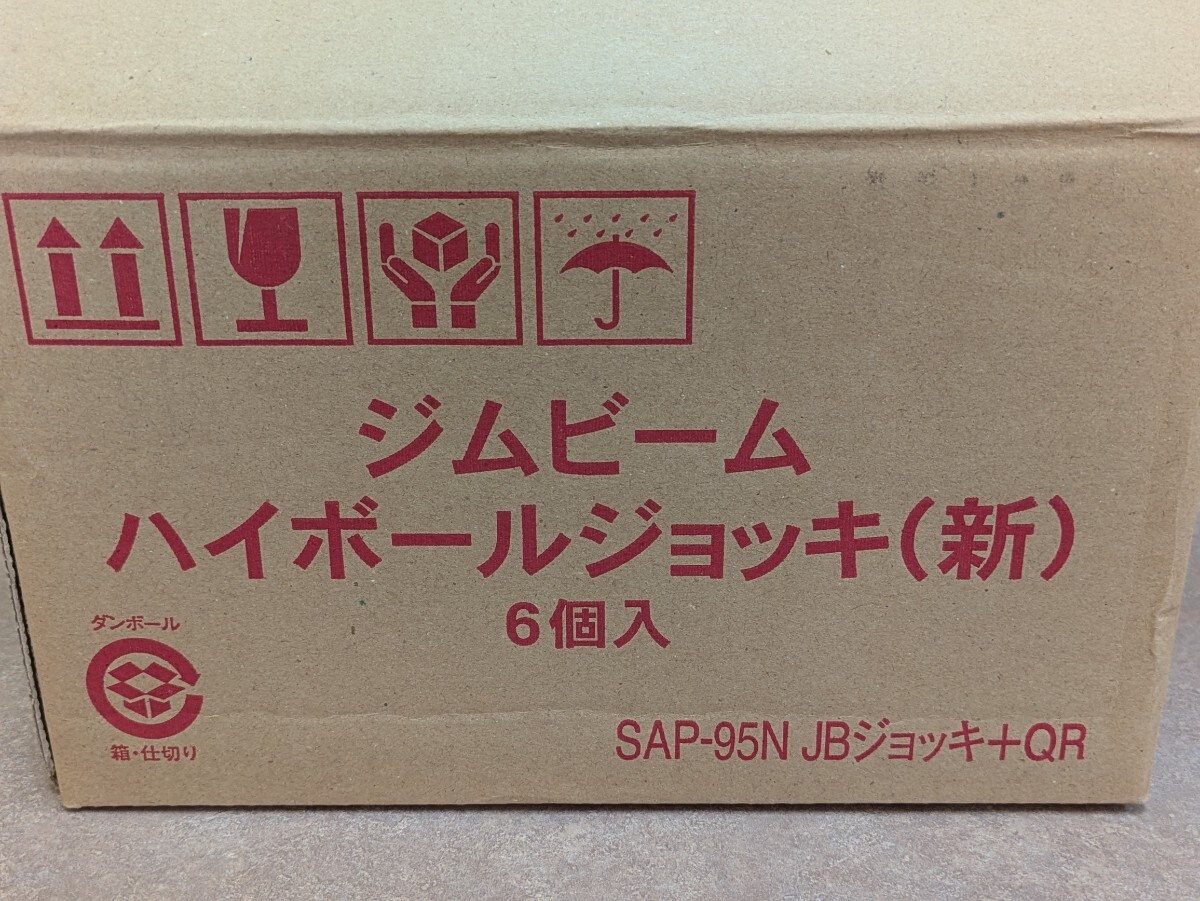 ジムビーム
ハイボールジョッキ(新)
6個入
ダンボール
箱・仕切り
SAP-95N JBジョッキ+QR